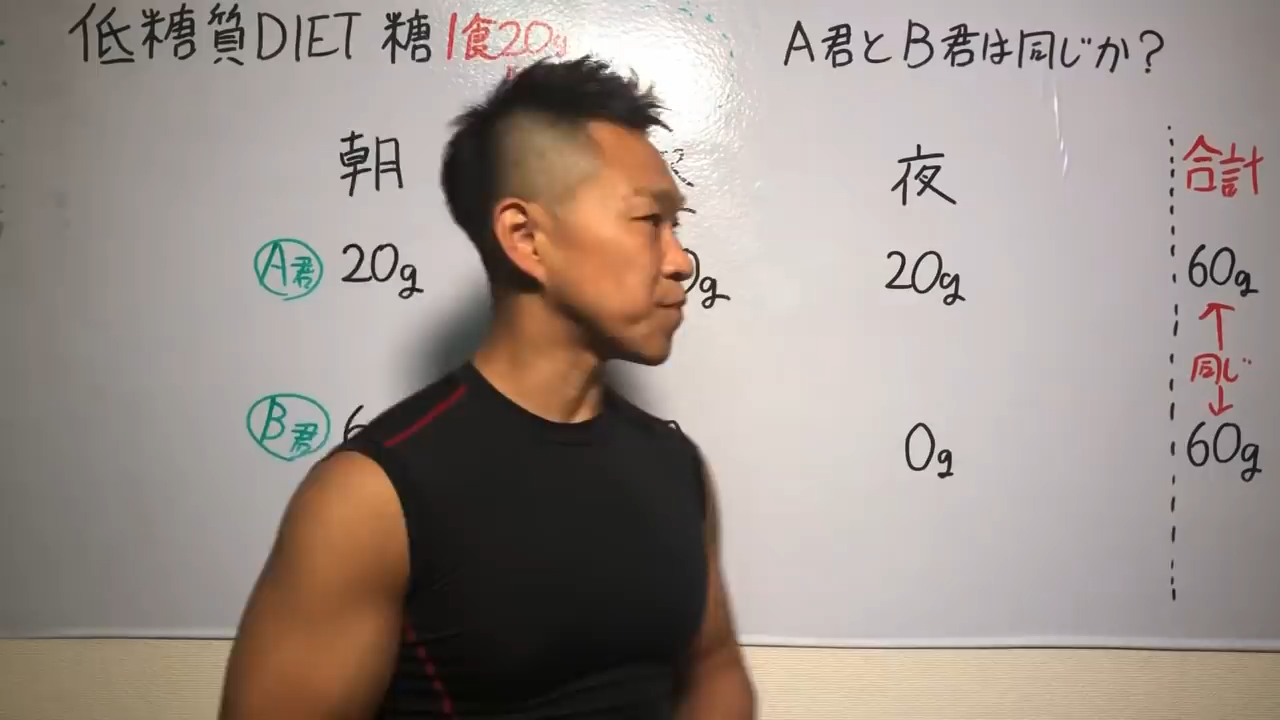 低糖質DIET 糖1食20g
A君とB君は同じか?
朝 夜 合計
A君 20g g 20g 60g
同じ
B君 6 0g 60g